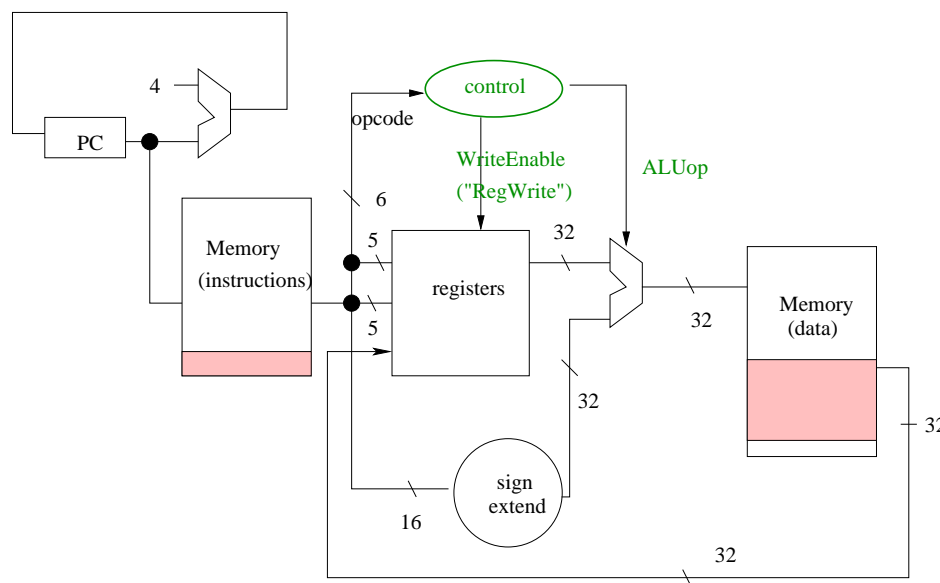 control
4
opcode
PC
WriteEnable
("RegWrite")
ALUop
6
5
32
Memory
(instructions)
registers
5
32
Memory
(data)
32
32
sign
extend
16
32